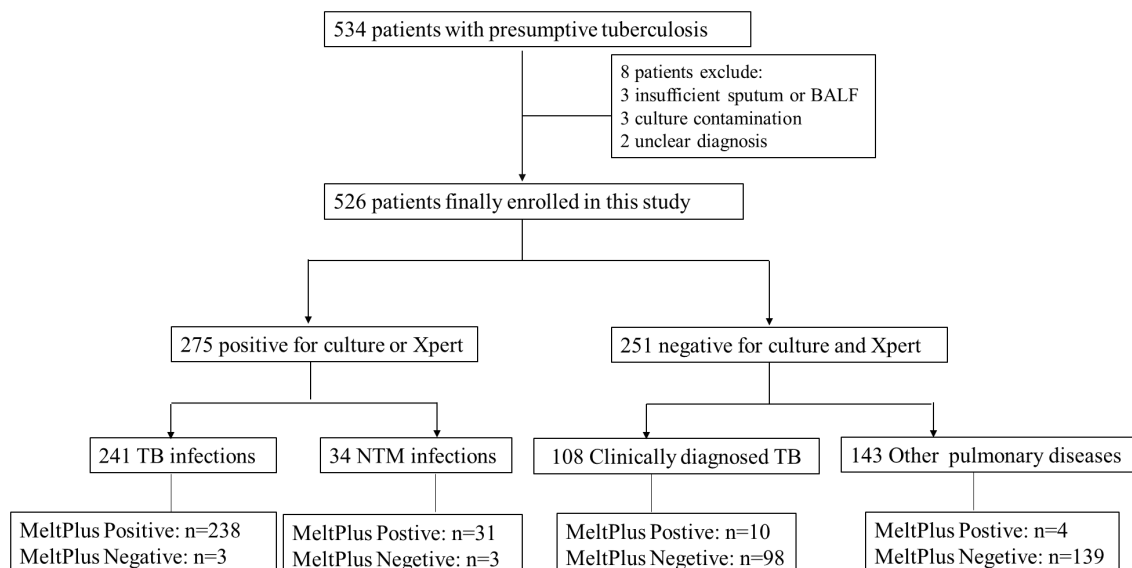 534 patients with presumptive tuberculosis
8 patients exclude:
3 insufficient sputum or BALF
3 culture contamination
2 unclear diagnosis
526 patients finally enrolled in this study
275 positive for culture or Xpert
251 negative for culture and Xpert
241 TB infections
34 NTM infections
108 Clinically diagnosed TB
143 Other pulmonary diseases
MeltPlus Positive: n=238
MeltPlus Negative: n=3
MeltPlus Postive: n=31
MeltPlus Negetive: n=3
MeltPlus Postive: n=10
MeltPlus Negetive: n=98
MeltPlus Postive: n=4
MeltPlus Negetive: n=139